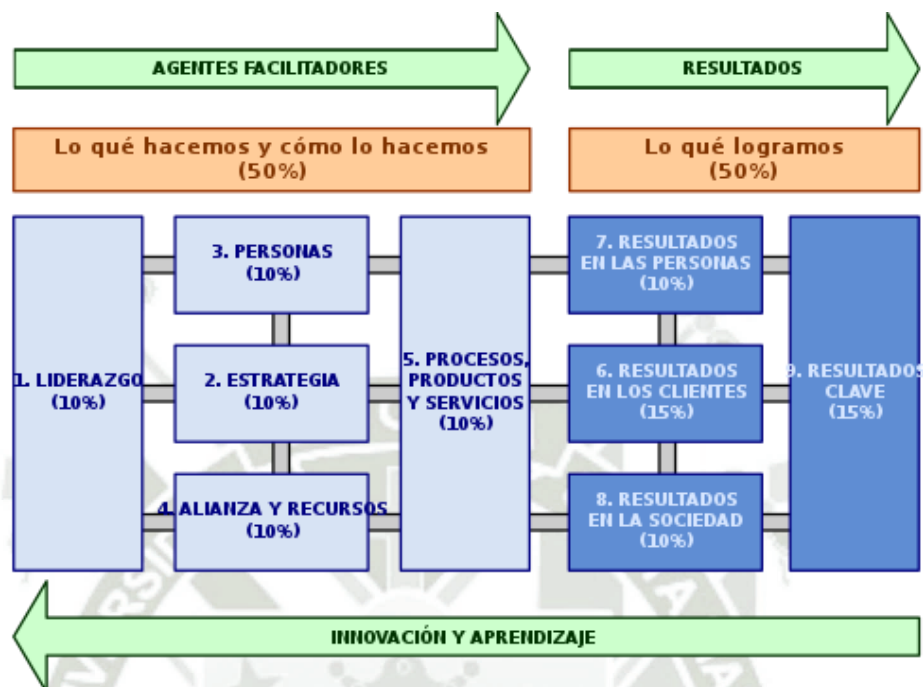 AGENTES FACILITADORES
RESULTADOS
Lo qué hacemos y cómo lo hacemos
(50%)
Lo qué logramos
(50%)
1. LIDERAZGO
(10%)
3. PERSONAS
(10%)
2. ESTRATEGIA
(10%)
4. ALIANZA Y RECURSOS
(10%)
5. PROCESOS,
PRODUCTOS
Y SERVICIOS
(10%)
7. RESULTADOS
EN LAS PERSONAS
(10%)
6. RESULTADOS
EN LOS CLIENTES
(15%)
8. RESULTADOS
EN LA SOCIEDAD
(10%)
9. RESULTADOS
CLAVE
(15%)
INNOVACIÓN Y APRENDIZAJE